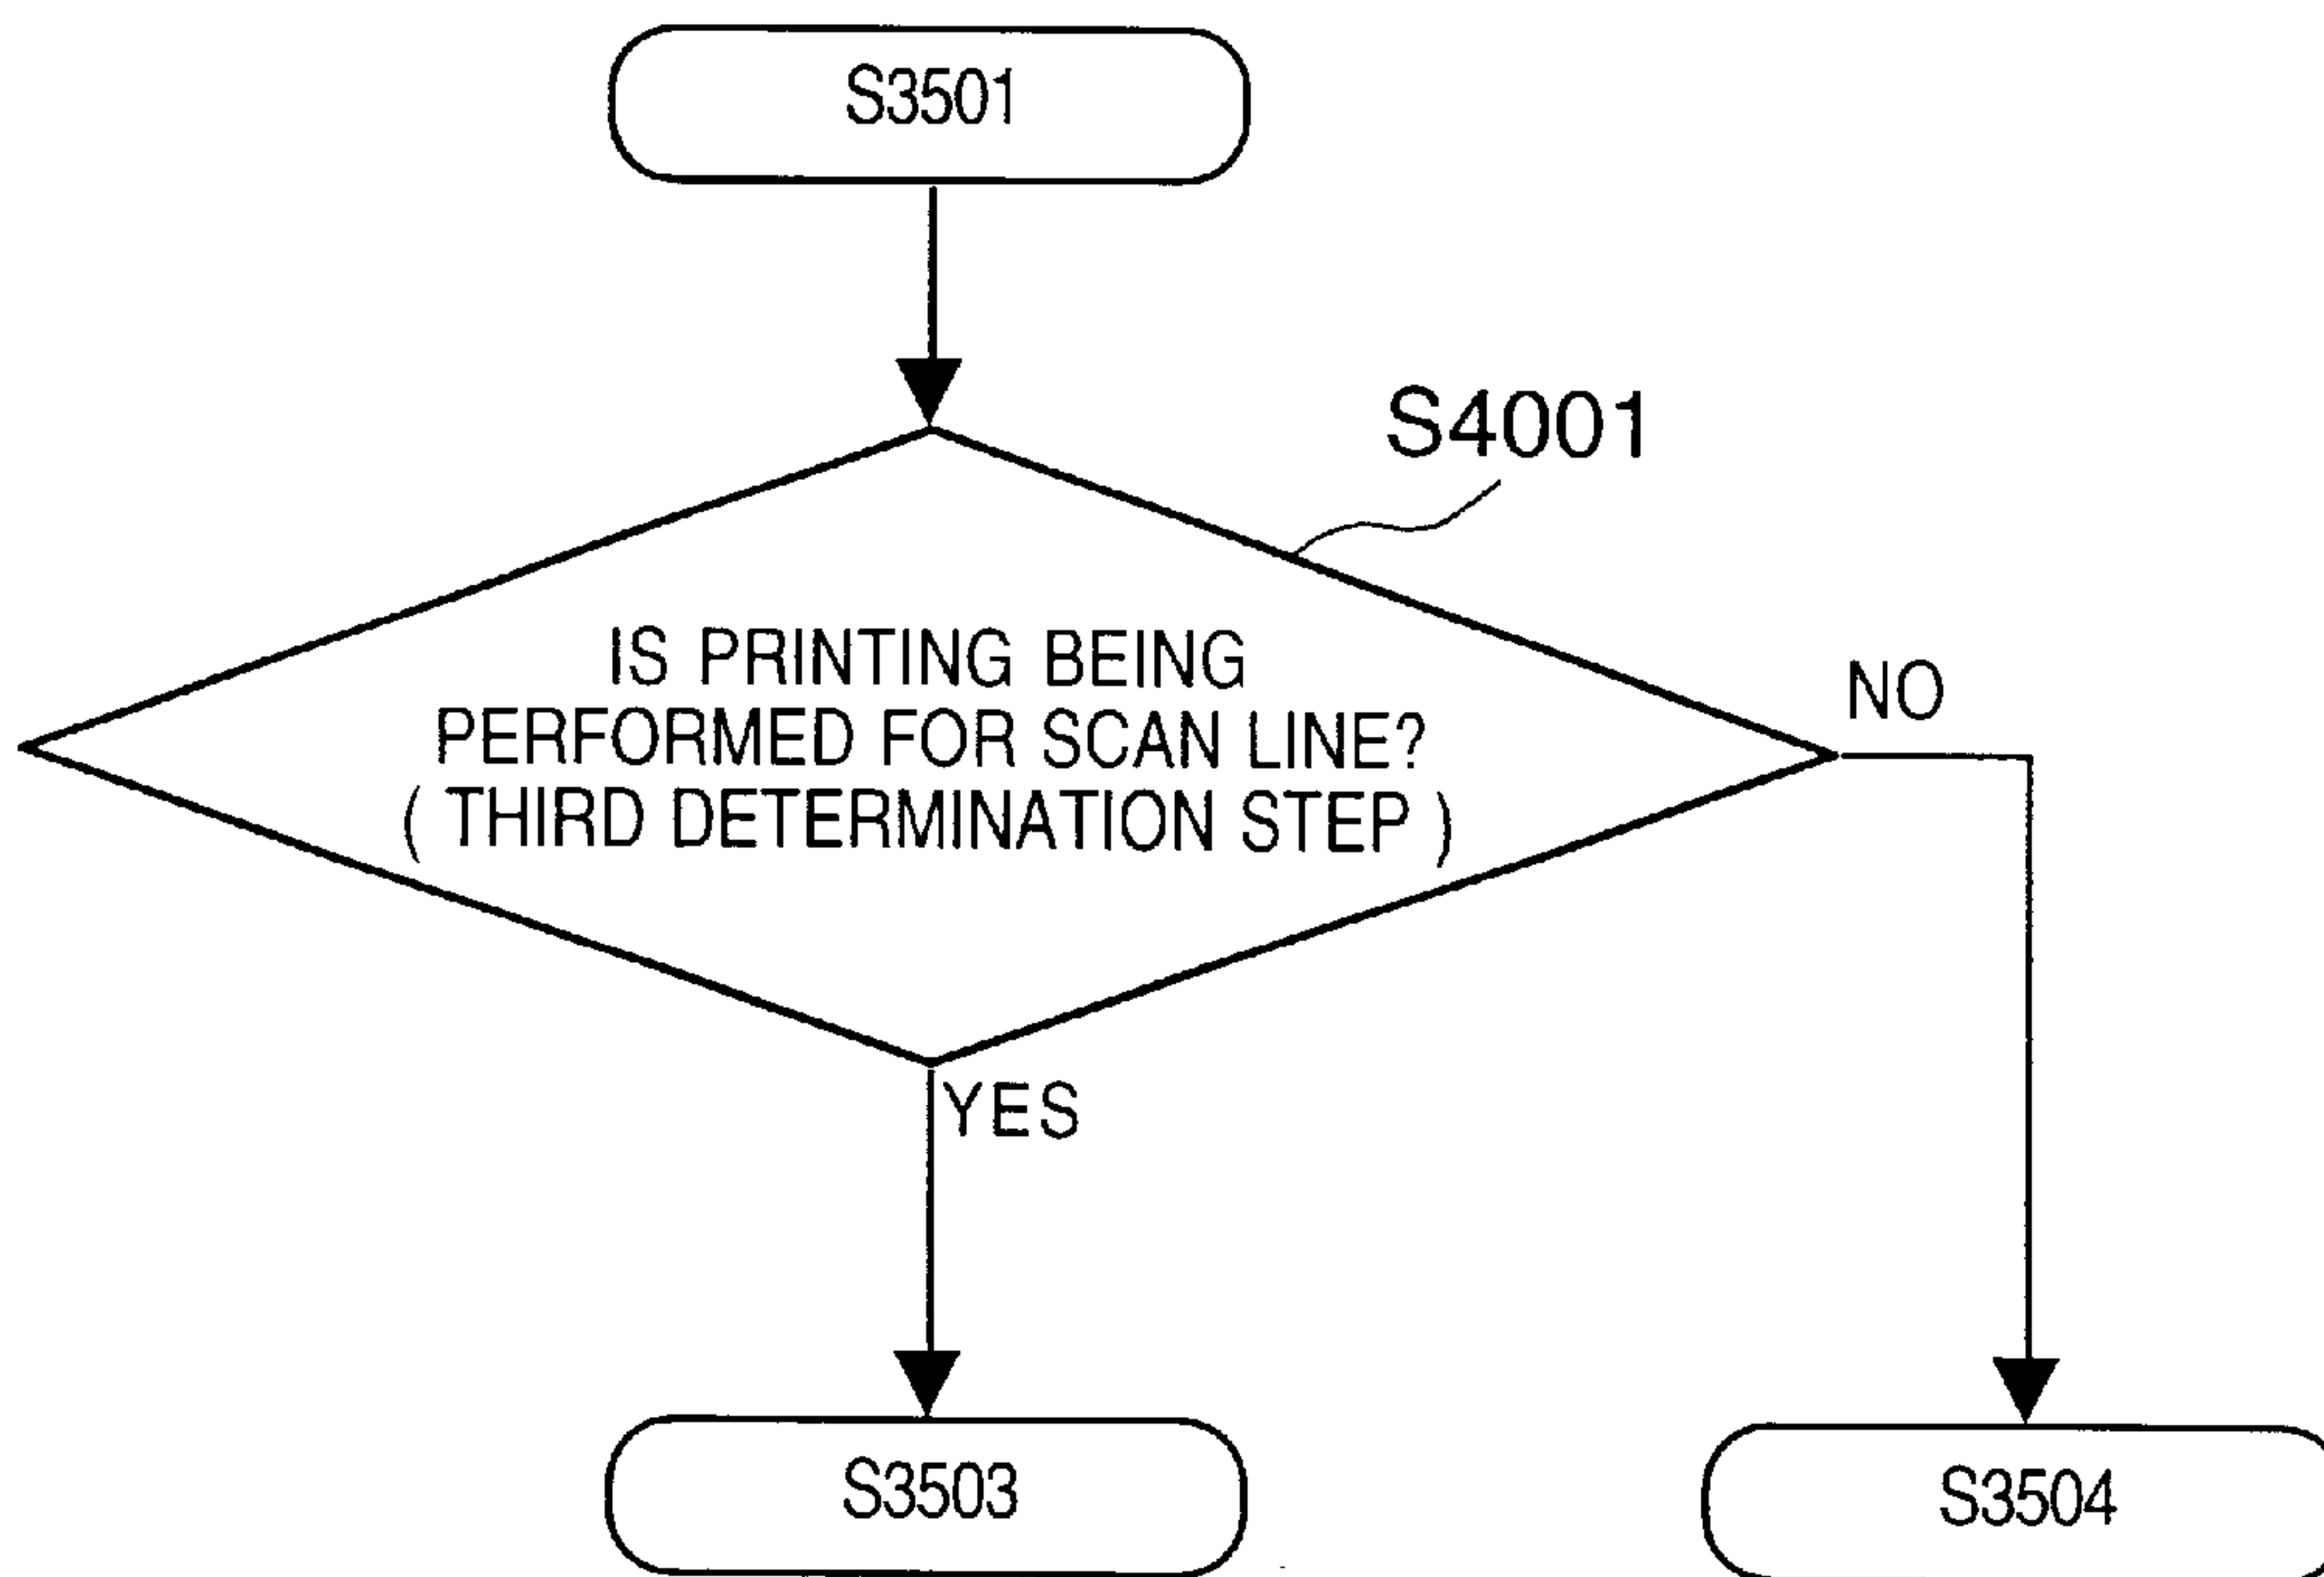 S3501
S4001
IS PRINTING BEING
PERFORMED FOR SCAN LINE?
( THIRD DETERMINATION STEP )
NO
YES
S3503
S3504